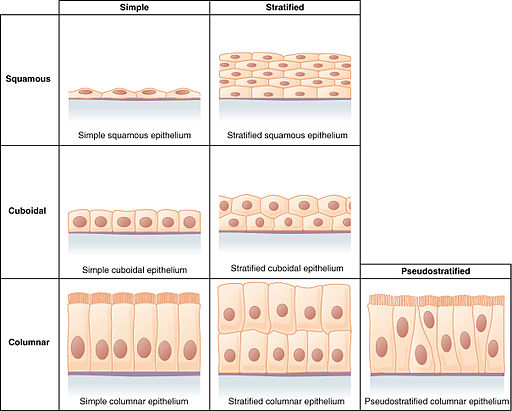 Simple
Stratified
Squamous
Simple squamous epithelium
Stratified squamous epithelium
Cuboidal
Simple cuboidal epithelium
Stratified cuboidal epithelium
Pseudostratified
Columnar
Simple columnar epithelium
Stratified columnar epithelium
Pseudostratified columnar epithelium